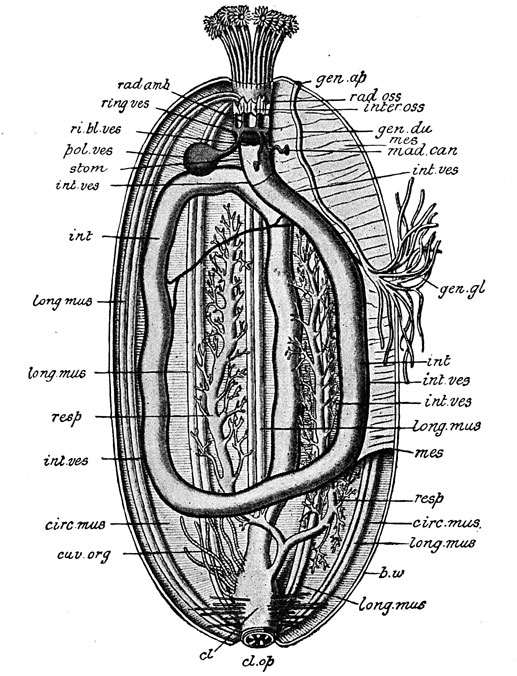 gen.ap
rad.amb
rad.oss
ring.ves
inter.oss
ri.bl.ves
gen.du
mes
pol.ves
mad.can
stom
int.ves
int.ves
int
gen.gl
long.mus
int
long.mus
int.ves
int.ves
resp
long.mus
mes
int.ves
resp
circ.mus
circ.mus.
long.mus
cuv.org
b.w
long.mus
cl
cl.op